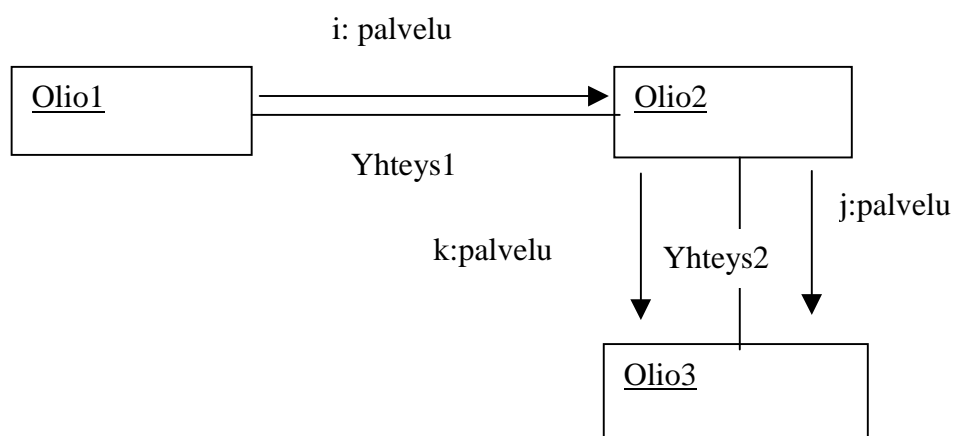 i: palvelu
Olio1
Olio2
Yhteys1
j:palvelu
k:palvelu
Yhteys2
Olio3